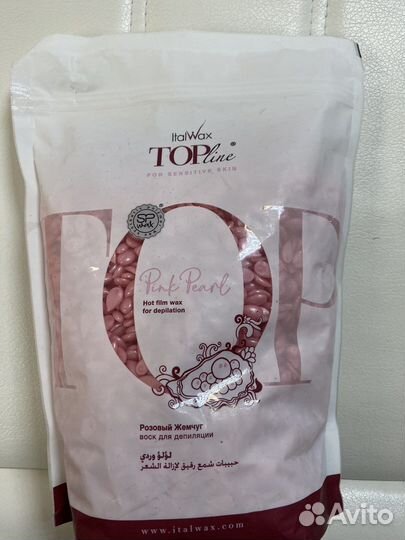 ItalWax
TOPline®
FOR SENSITIVE SKIN
TOP
Pink Pearl
Hot film wax
for depilation
Розовый Жемчуг
воск для депиляции
لؤلؤ وردي
حبيبات شمع رقيق لإزالة الشعر
www.italwax.com
Avito